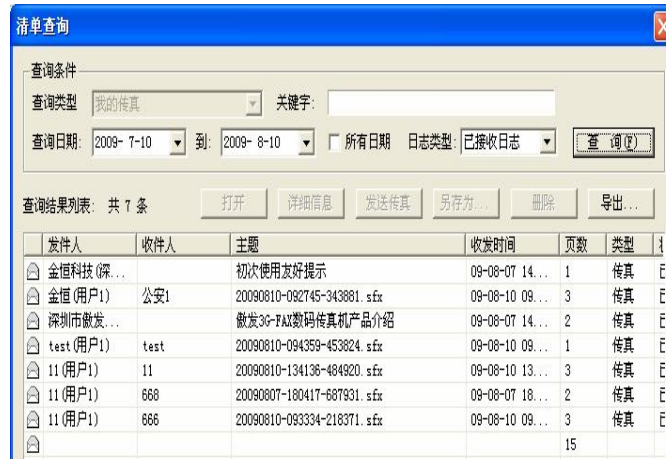 清单查询
查询条件
查询类型 我的传真 关键字:
查询日期: 2009- 7-10 到: 2009- 8-10 所有日期 日志类型: 已接收日志 查 询(F)
查询结果列表: 共 7 条 打开 详细信息 发送传真 另存为... 删除 导出...
发件人 收件人 主题 收发时间 页数 类型
金恒科技(深... 初次使用友好提示 09-08-07 14... 1 传真
金恒(用户1) 公安1 20090810-092745-343881.sfx 09-08-10 09... 3 传真
深圳市傲发... 傲发3G-FAX数码传真机产品介绍 09-08-07 14... 2 传真
test(用户1) test 20090810-094359-453824.sfx 09-08-10 09... 1 传真
11(用户1) 11 20090810-134136-484920.sfx 09-08-10 13... 3 传真
11(用户1) 668 20090807-180417-687931.sfx 09-08-07 18... 2 传真
11(用户1) 666 20090810-093334-218371.sfx 09-08-10 09... 3 传真
15